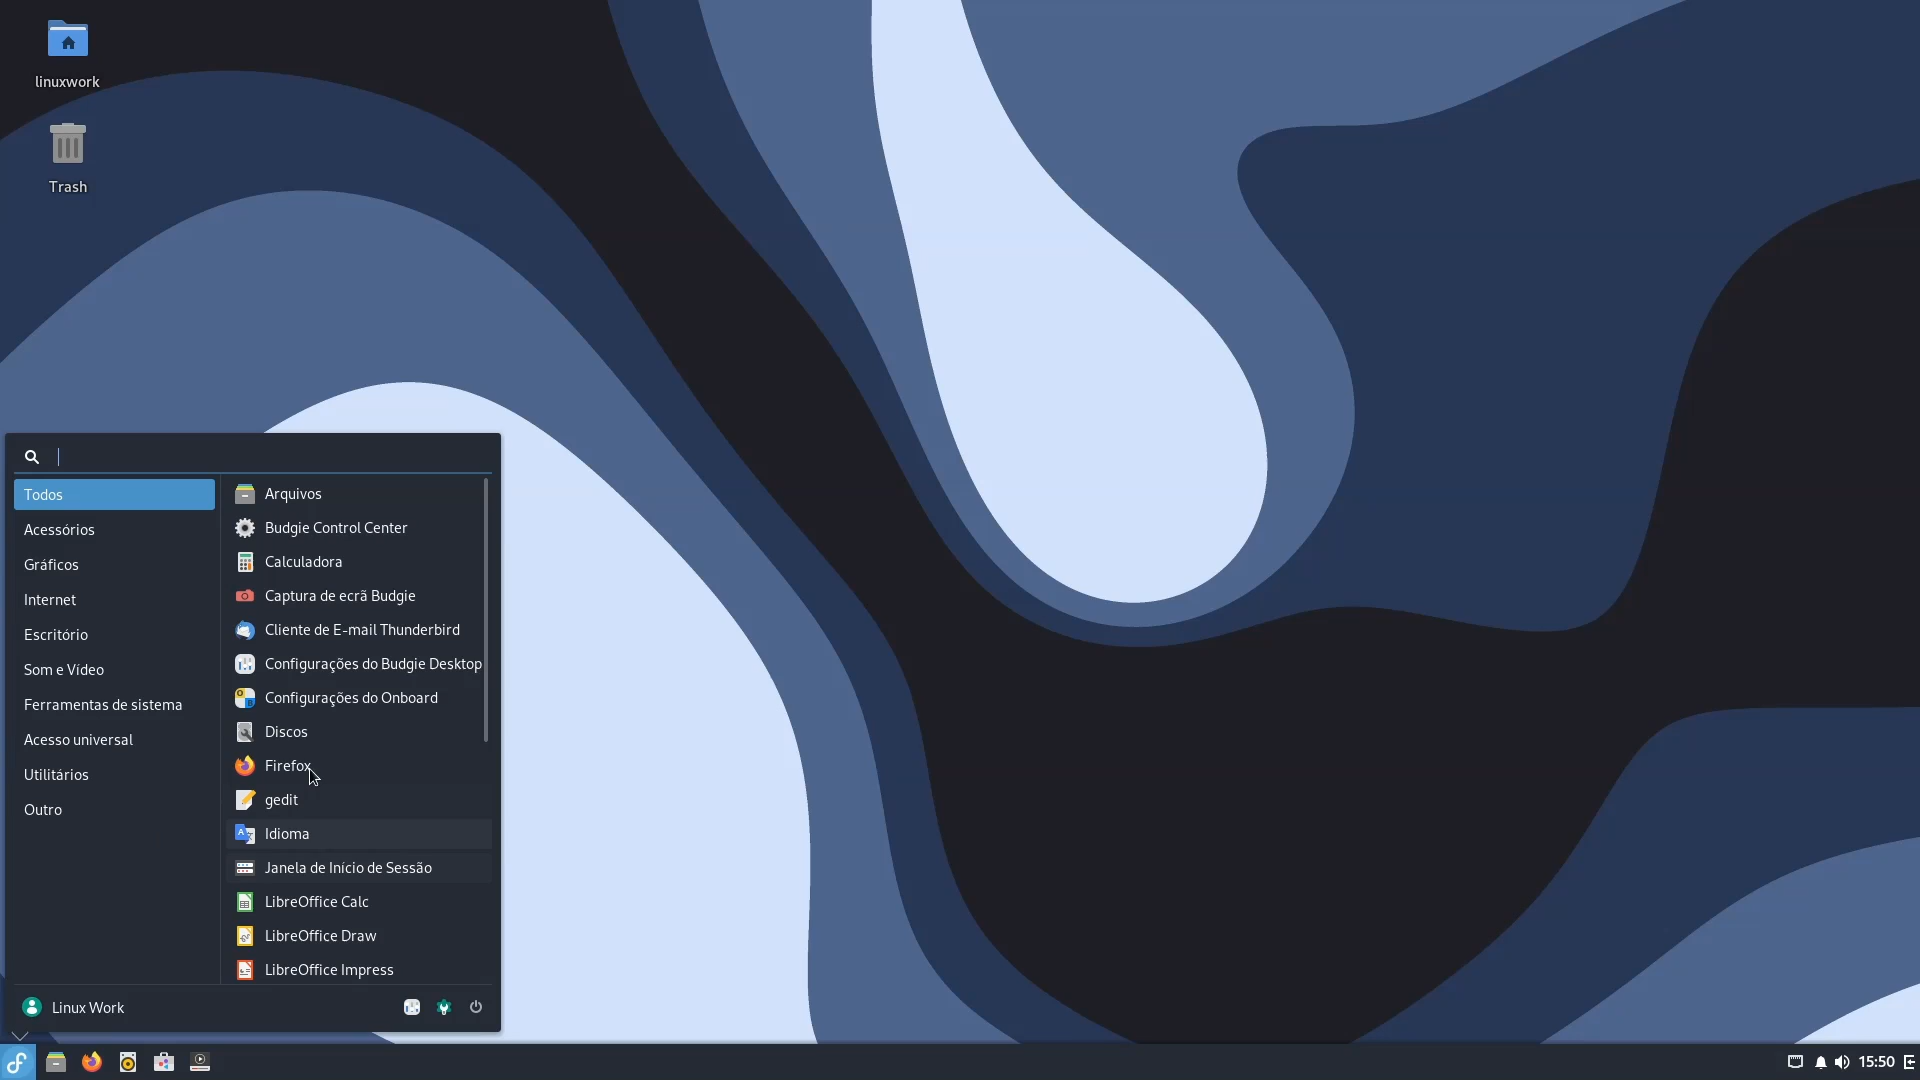 linuxwork
Trash
Todos
Acessórios
Gráficos
Internet
Escritório
Som e Vídeo
Ferramentas de sistema
Acesso universal
Utilitários
Outro
Arquivos
Budgie Control Center
Calculadora
Captura de ecrã Budgie
Cliente de E-mail Thunderbird
Configurações do Budgie Desktop
Configurações do Onboard
Discos
Firefox
gedit
Idioma
Janela de Início de Sessão
LibreOffice Calc
LibreOffice Draw
LibreOffice Impress
Linux Work
15:50